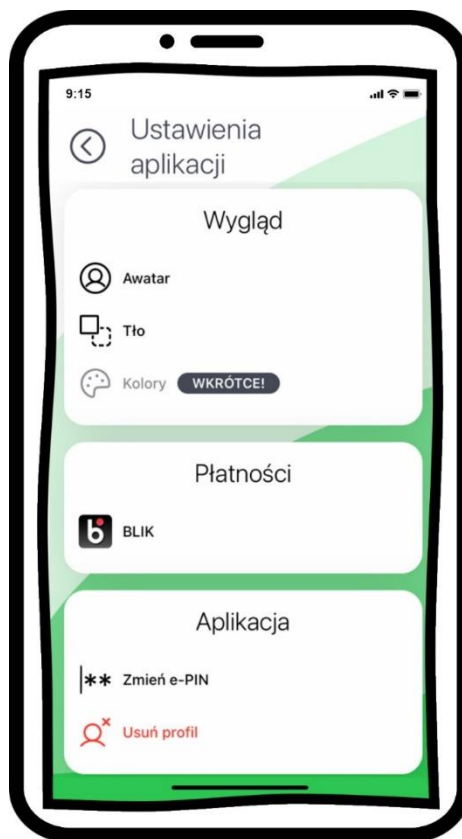 9:15
Ustawienia
aplikacji
Wygląd
Awatar
Tło
Kolory WKRÓTCE!
Płatności
b BLIK
Aplikacja
|** Zmień e-PIN
Usuń profil